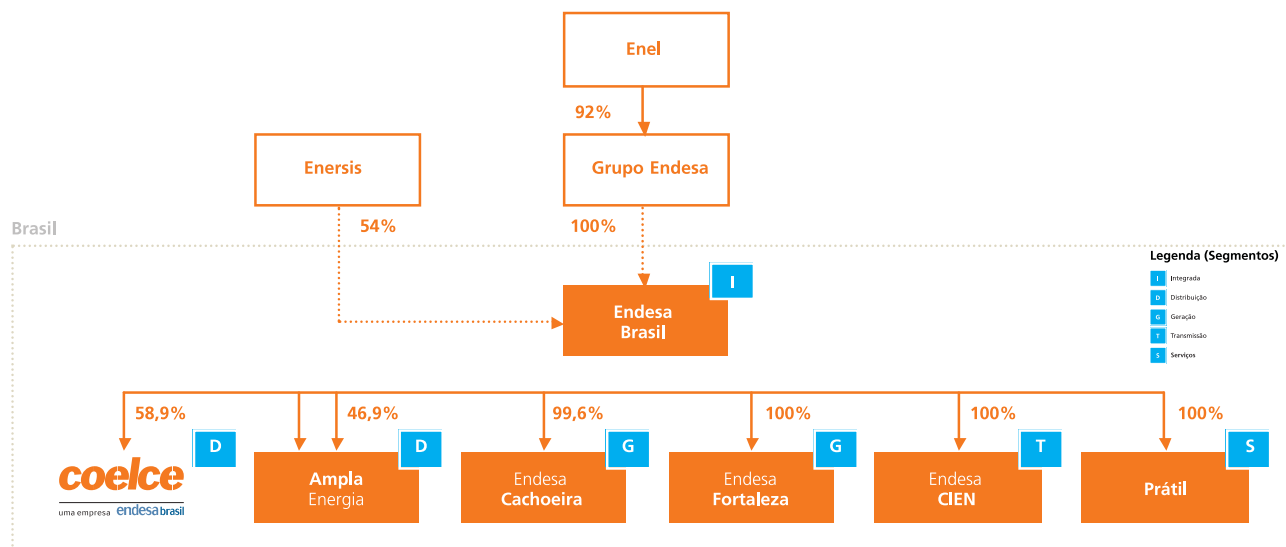 Enel
92%
Enersis
Grupo Endesa
54%
100%
Brasil
Legenda (Segmentos)
I Integrada
D Distribuição
G Geração
T Transmissão
S Serviços
I
Endesa
Brasil
58,9%
46,9%
99,6%
100%
100%
100%
D
D
G
G
T
S
coelce
uma empresa endesa brasil
Ampla
Energia
Endesa
Cachoeira
Endesa
Fortaleza
Endesa
CIEN
Prátil